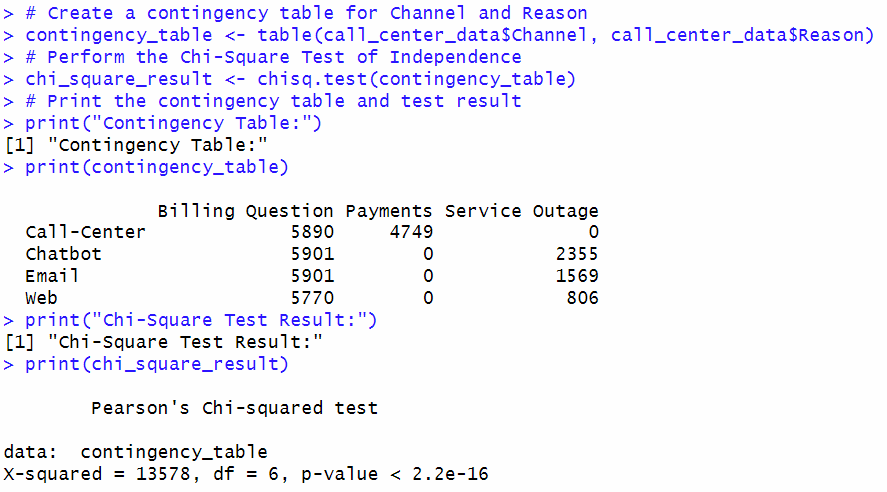 > # Create a contingency table for Channel and Reason
> contingency_table <- table(call_center_data$Channel, call_center_data$Reason)
> # Perform the Chi-Square Test of Independence
> chi_square_result <- chisq.test(contingency_table)
> # Print the contingency table and test result
> print("Contingency Table:")
[1] "Contingency Table:"
> print(contingency_table)
Billing Question Payments Service Outage
Call-Center 5890 4749 0
Chatbot 5901 0 2355
Email 5901 0 1569
Web 5770 0 806
> print("Chi-Square Test Result:")
[1] "Chi-Square Test Result:"
> print(chi_square_result)
Pearson's Chi-squared test
data: contingency_table
X-squared = 13578, df = 6, p-value < 2.2e-16